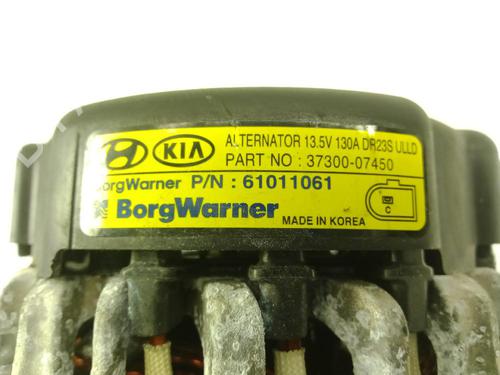 KIA
ALTERNATOR 13.5V 130A DR23S ULLD
PART NO : 37300-07450
BorgWarner P/N : 61011061
BorgWarner
MADE IN KOREA
C